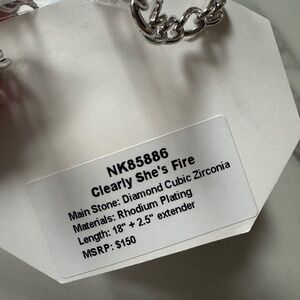 NK85886
Clearly She's Fire
Main Stone: Diamond Cubic Zirconia
Materials: Rhodium Plating
Length: 18" + 2.5" extender
MSRP: $150